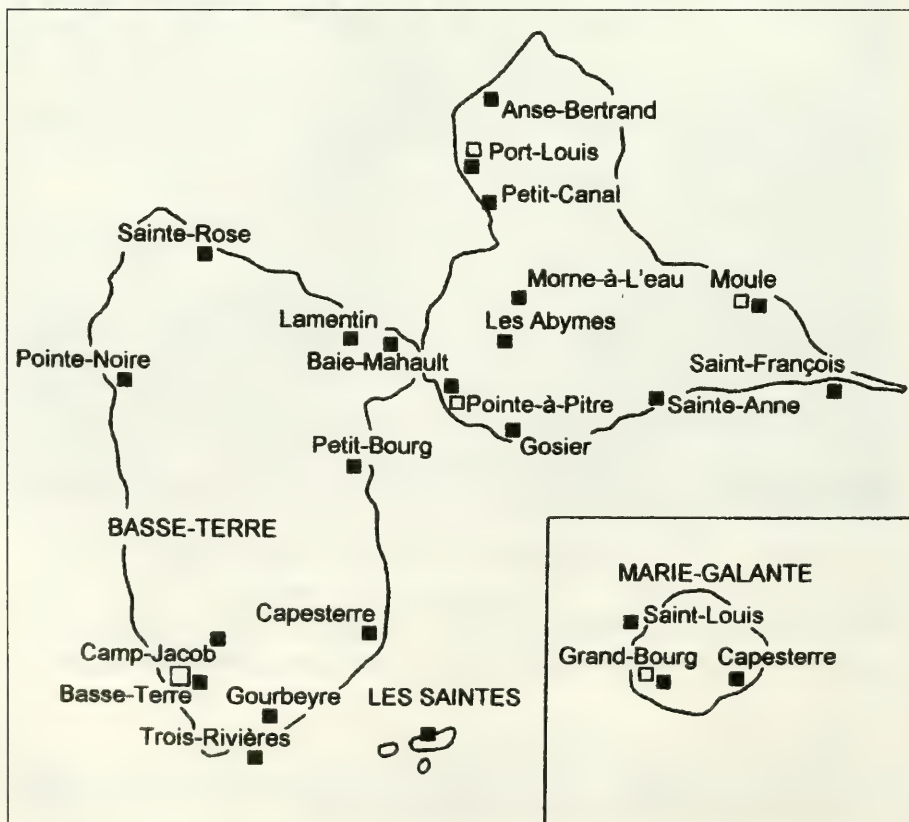 Anse-Bertrand
Port-Louis
Petit-Canal
Sainte-Rose
Morne-à-L'eau
Moule
Lamentin
Les Abymes
Pointe-Noire
Baie-Mahault
Saint-François
Pointe-à-Pitre
Sainte-Anne
Petit-Bourg
Gosier
BASSE-TERRE
MARIE-GALANTE
Capesterre
Saint-Louis
Camp-Jacob
Grand-Bourg
Capesterre
Basse-Terre
Gourbeyre
LES SAINTES
Trois-Rivières